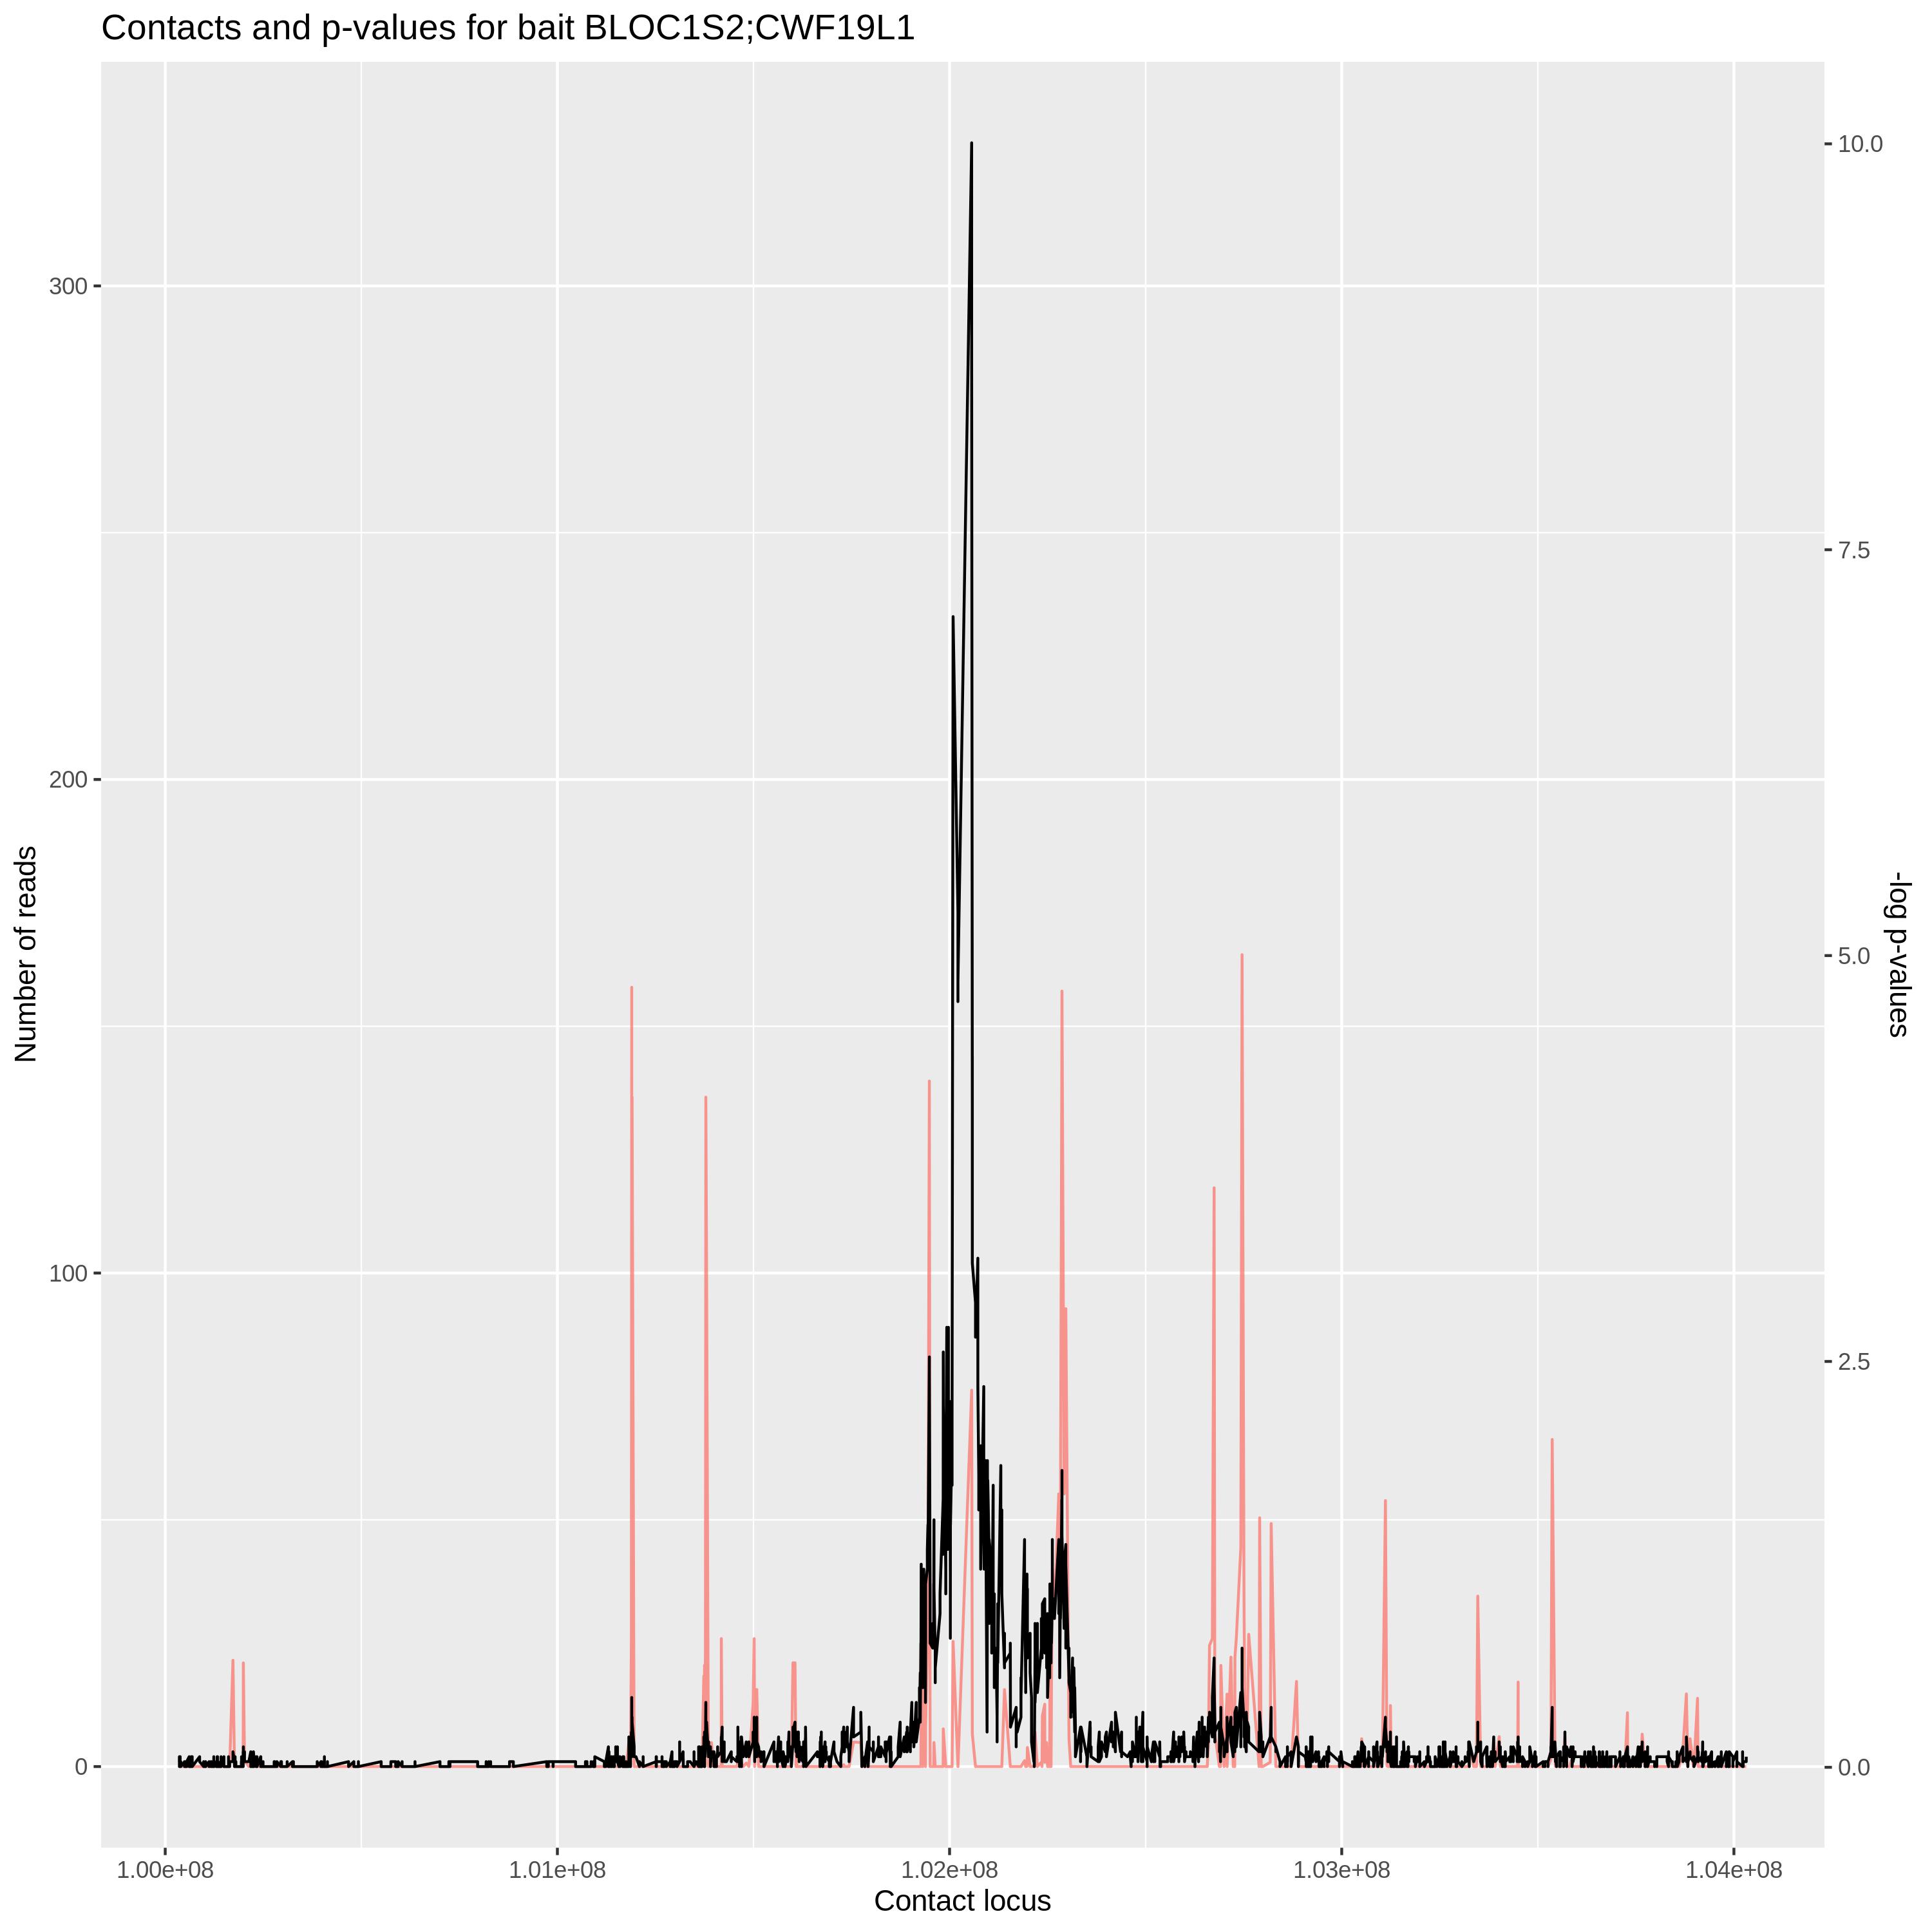 Contacts and p-values for bait BLOC1S2;CWF19L1
10.0
300
7.5
200
Number of reads
-log p-values
5.0
100
2.5
0
0.0
1.00e+08 1.01e+08 1.02e+08 1.03e+08 1.04e+08
Contact locus